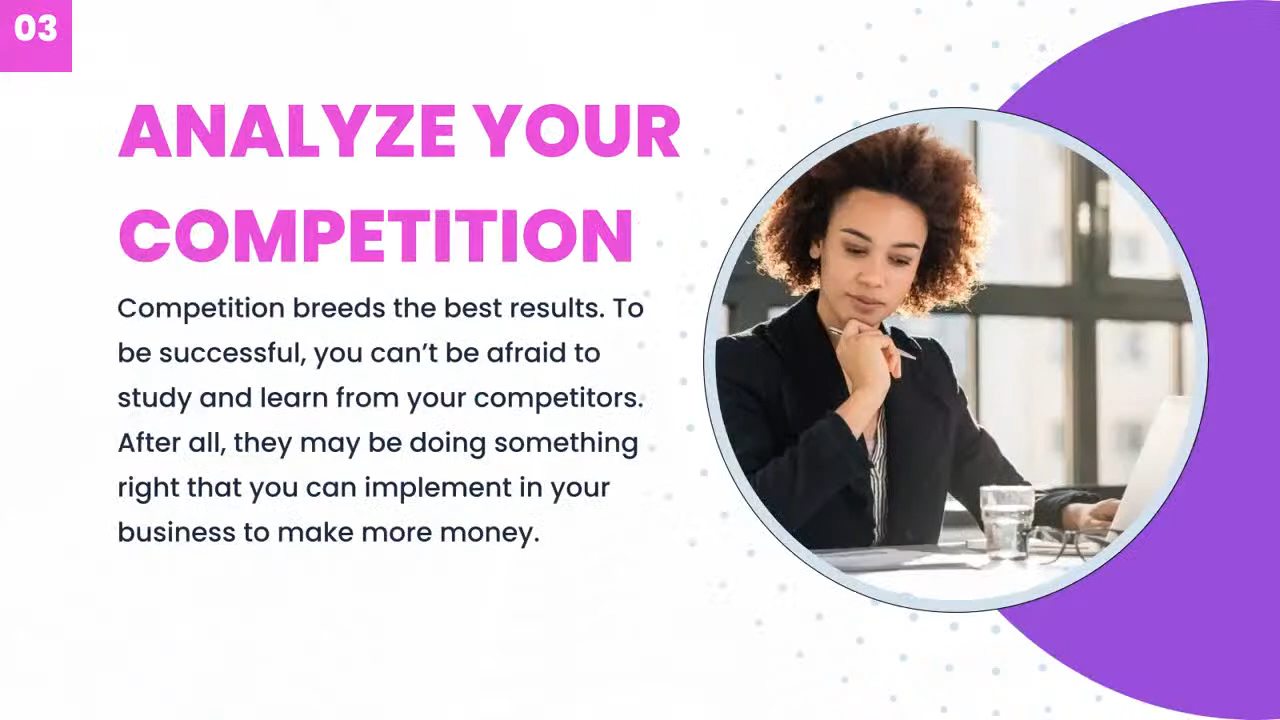 03
ANALYZE YOUR
COMPETITION
Competition breeds the best results. To
be successful, you can’t be afraid to
study and learn from your competitors.
After all, they may be doing something
right that you can implement in your
business to make more money.